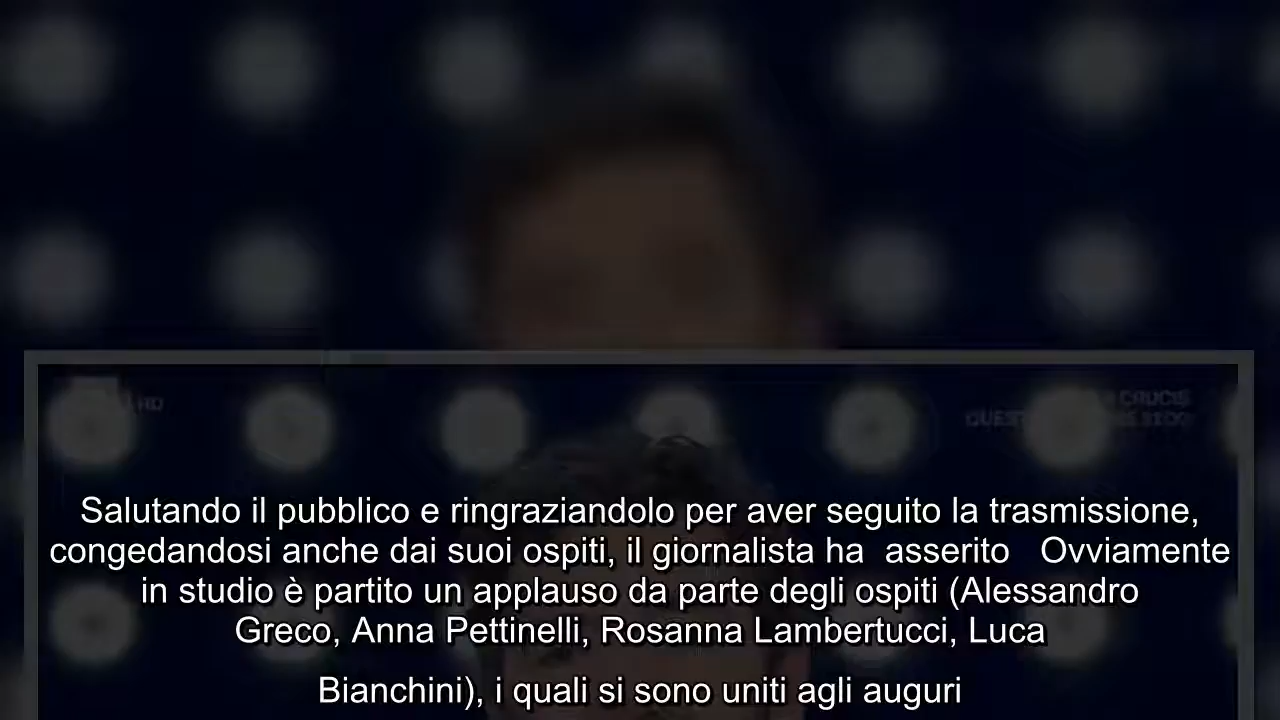 HD
CRUCIS
Salutando il pubblico e ringraziandolo per aver seguito la trasmissione,
congedandosi anche dai suoi ospiti, il giornalista ha asserito Ovviamente
in studio è partito un applauso da parte degli ospiti (Alessandro
Greco, Anna Pettinelli, Rosanna Lambertucci, Luca
Bianchini), i quali si sono uniti agli auguri